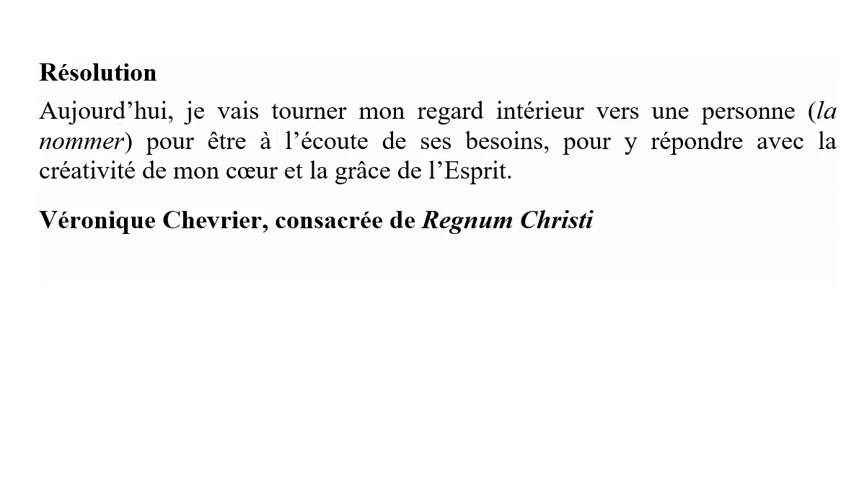 Résolution
Aujourd’hui, je vais tourner mon regard intérieur vers une personne (la
nommer) pour être à l’écoute de ses besoins, pour y répondre avec la
créativité de mon cœur et la grâce de l’Esprit.
Véronique Chevrier, consacrée de Regnum Christi